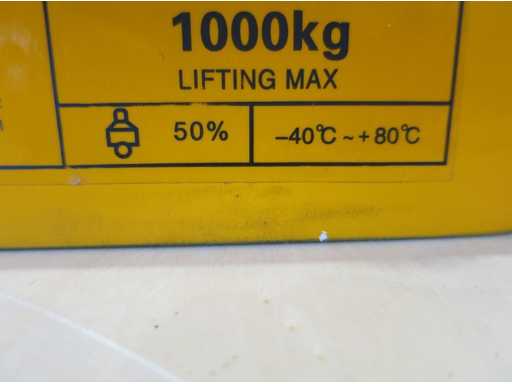 1000kg
LIFTING MAX
50%
−40℃ ~ +80℃